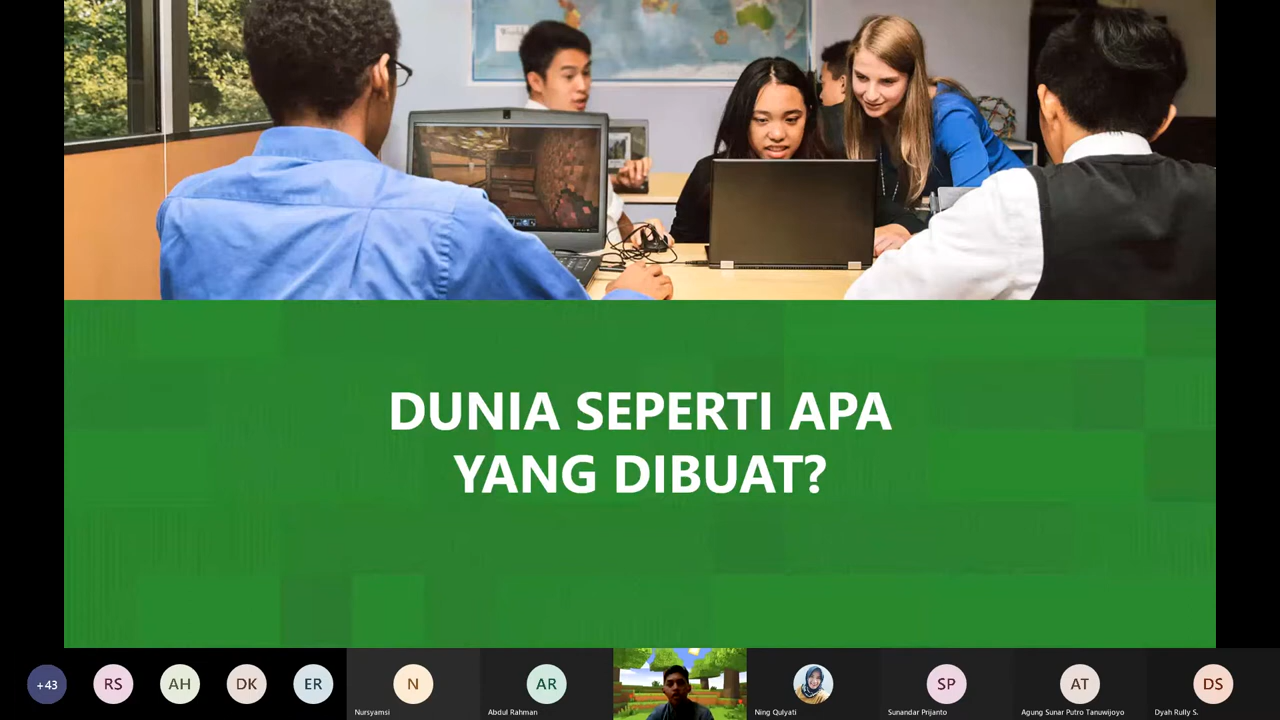 DUNIA SEPERTI APA
YANG DIBUAT?
+43
RS
AH
DK
ER
N
AR
SP
AT
DS
Nursyamsi
Abdul Rahman
Ning Qulyati
Sunandar Prijanto
Agung Sunar Putro Tanuwijoyo
Dyah Rully S.